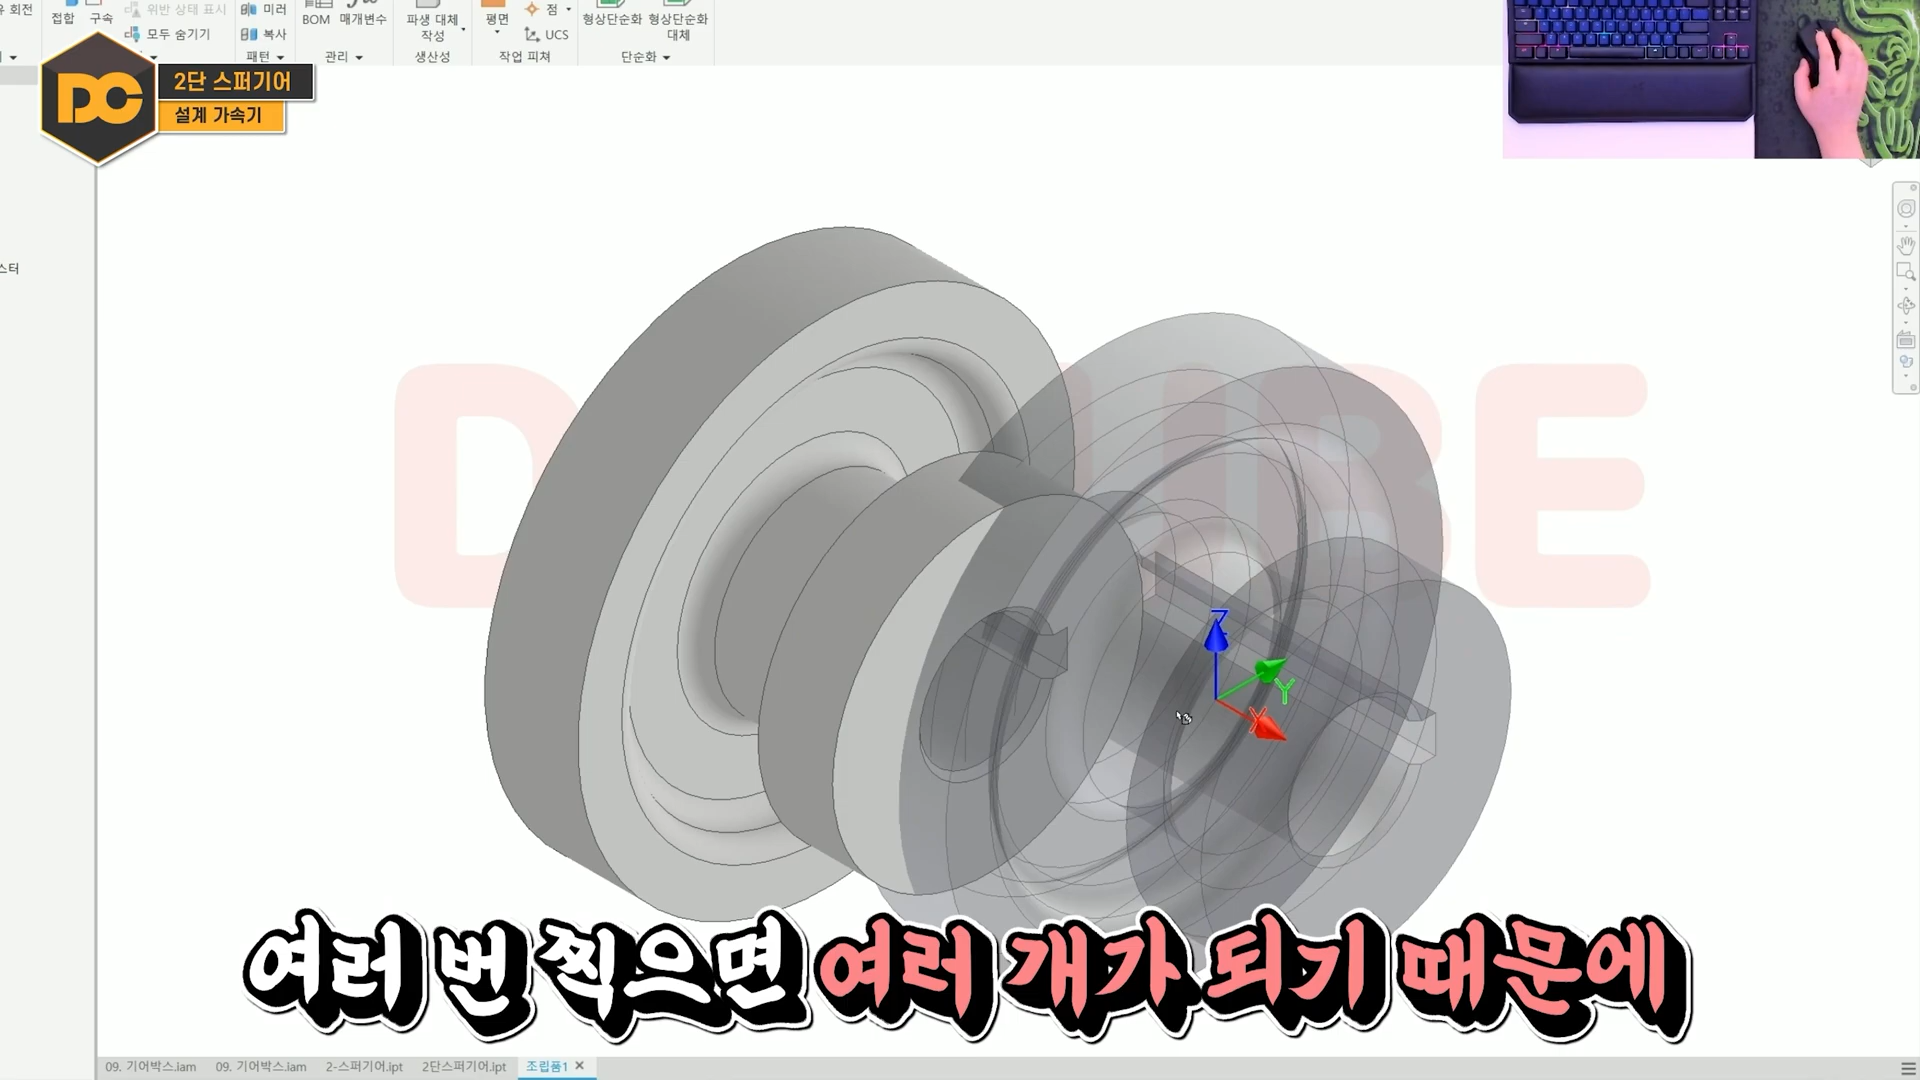 유 회전
접합
구속
위반 상태 표시
모두 숨기기
미러
복사
패턴
BOM
매개변수
관리
파생 대체
작성
생산성
평면
점
UCS
작업 피쳐
형상단순화
형상단순화
대체
단순화
DC
2단 스퍼기어
설계 가속기
스터
Z
Y
X
여러 번 찍으면 여러 개가 되기 때문에
09. 기어박스.iam
09. 기어박스.iam
2-스퍼기어.ipt
2단스퍼기어.ipt
조립품1